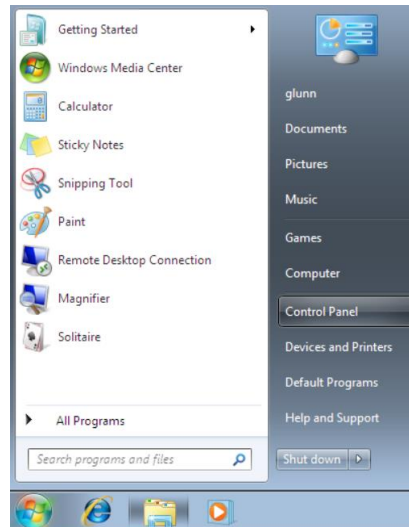 Getting Started
Windows Media Center
Calculator
Sticky Notes
Snipping Tool
Paint
Remote Desktop Connection
Magnifier
Solitaire
All Programs
Search programs and files
glunn
Documents
Pictures
Music
Games
Computer
Control Panel
Devices and Printers
Default Programs
Help and Support
Shut down